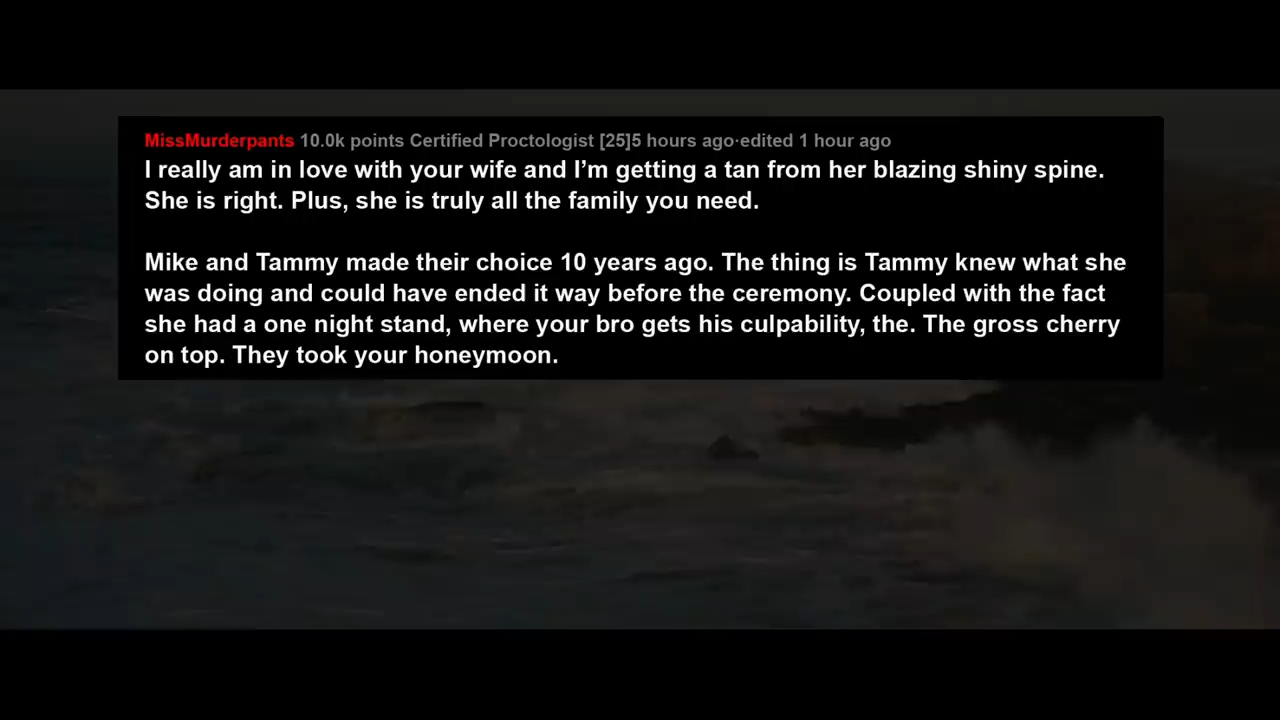 MissMurderpants 10.0k points Certified Proctologist [25]5 hours ago·edited 1 hour ago
I really am in love with your wife and I’m getting a tan from her blazing shiny spine.
She is right. Plus, she is truly all the family you need.
Mike and Tammy made their choice 10 years ago. The thing is Tammy knew what she
was doing and could have ended it way before the ceremony. Coupled with the fact
she had a one night stand, where your bro gets his culpability, the. The gross cherry
on top. They took your honeymoon.